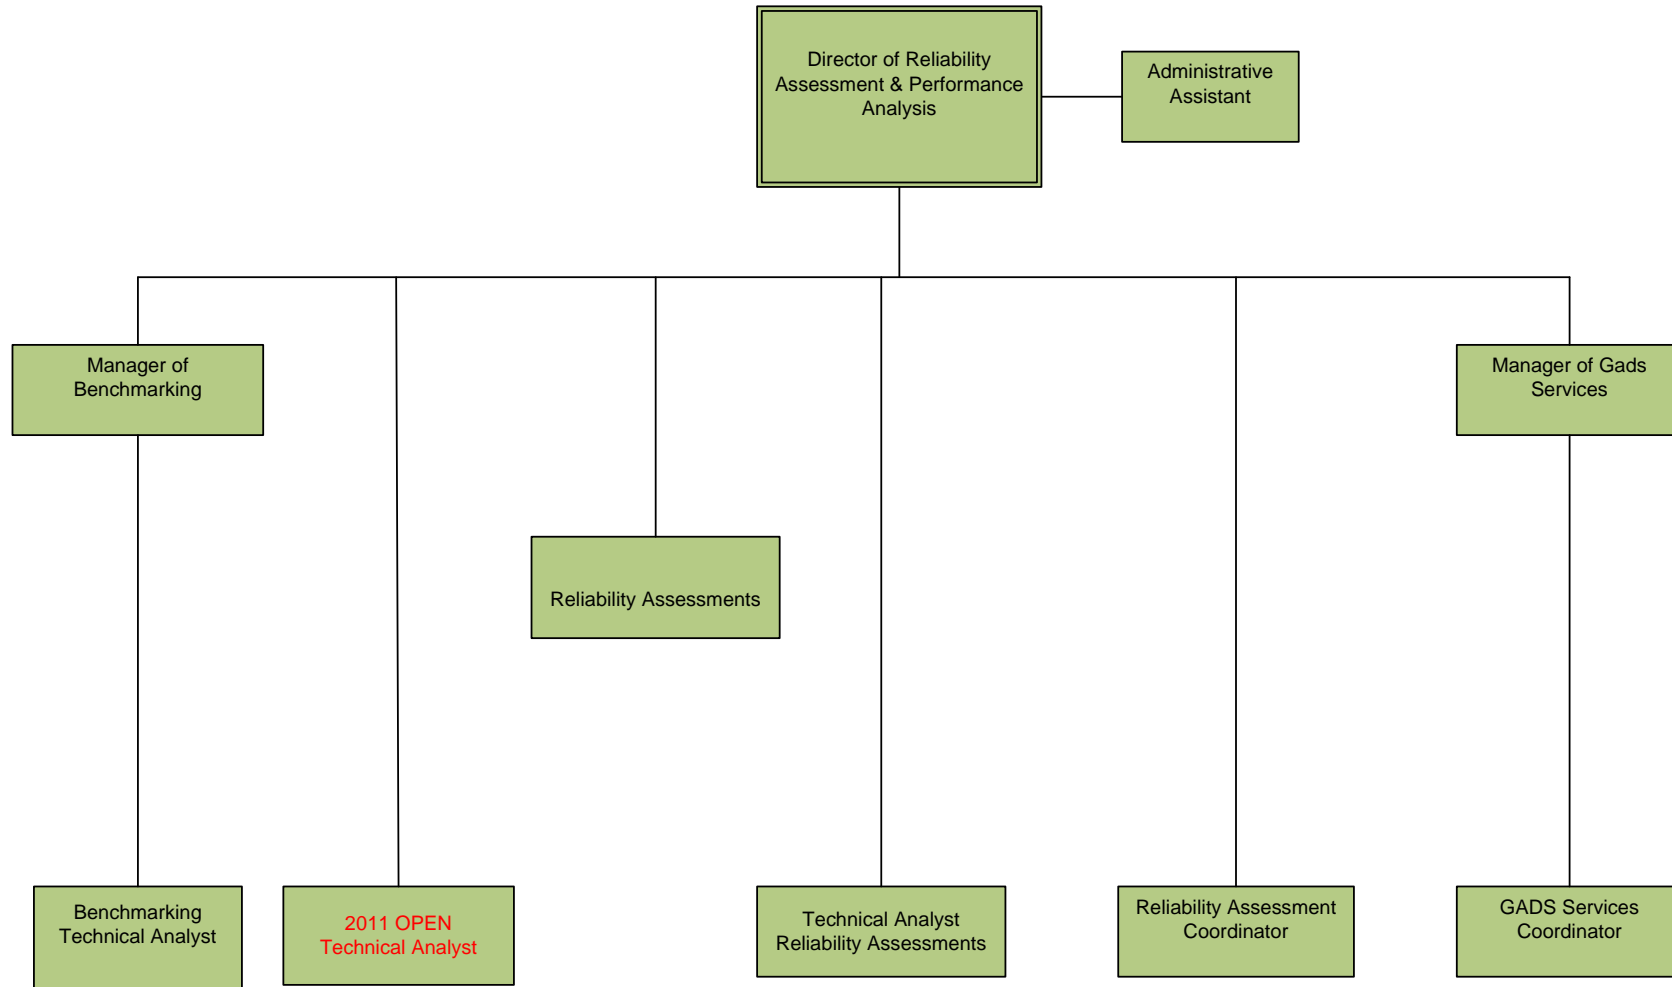 Director of Reliability
Assessment & Performance
Analysis
Administrative
Assistant
Manager of
Benchmarking
Manager of Gads
Services
Reliability Assessments
Benchmarking
Technical Analyst
2011 OPEN
Technical Analyst
Technical Analyst
Reliability Assessments
Reliability Assessment
Coordinator
GADS Services
Coordinator